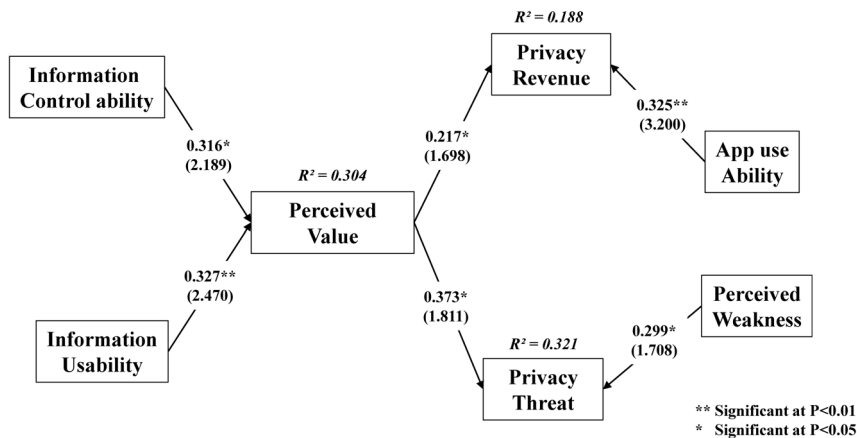 R² = 0.188
Privacy
Revenue
Information
Control ability
0.325**
(3.200)
0.316*
(2.189)
0.217*
(1.698)
App use
Ability
R² = 0.304
Perceived
Value
0.327**
(2.470)
0.373*
(1.811)
Perceived
Weakness
Information
Usability
R² = 0.321
0.299*
(1.708)
Privacy
Threat
** Significant at P<0.01
* Significant at P<0.05